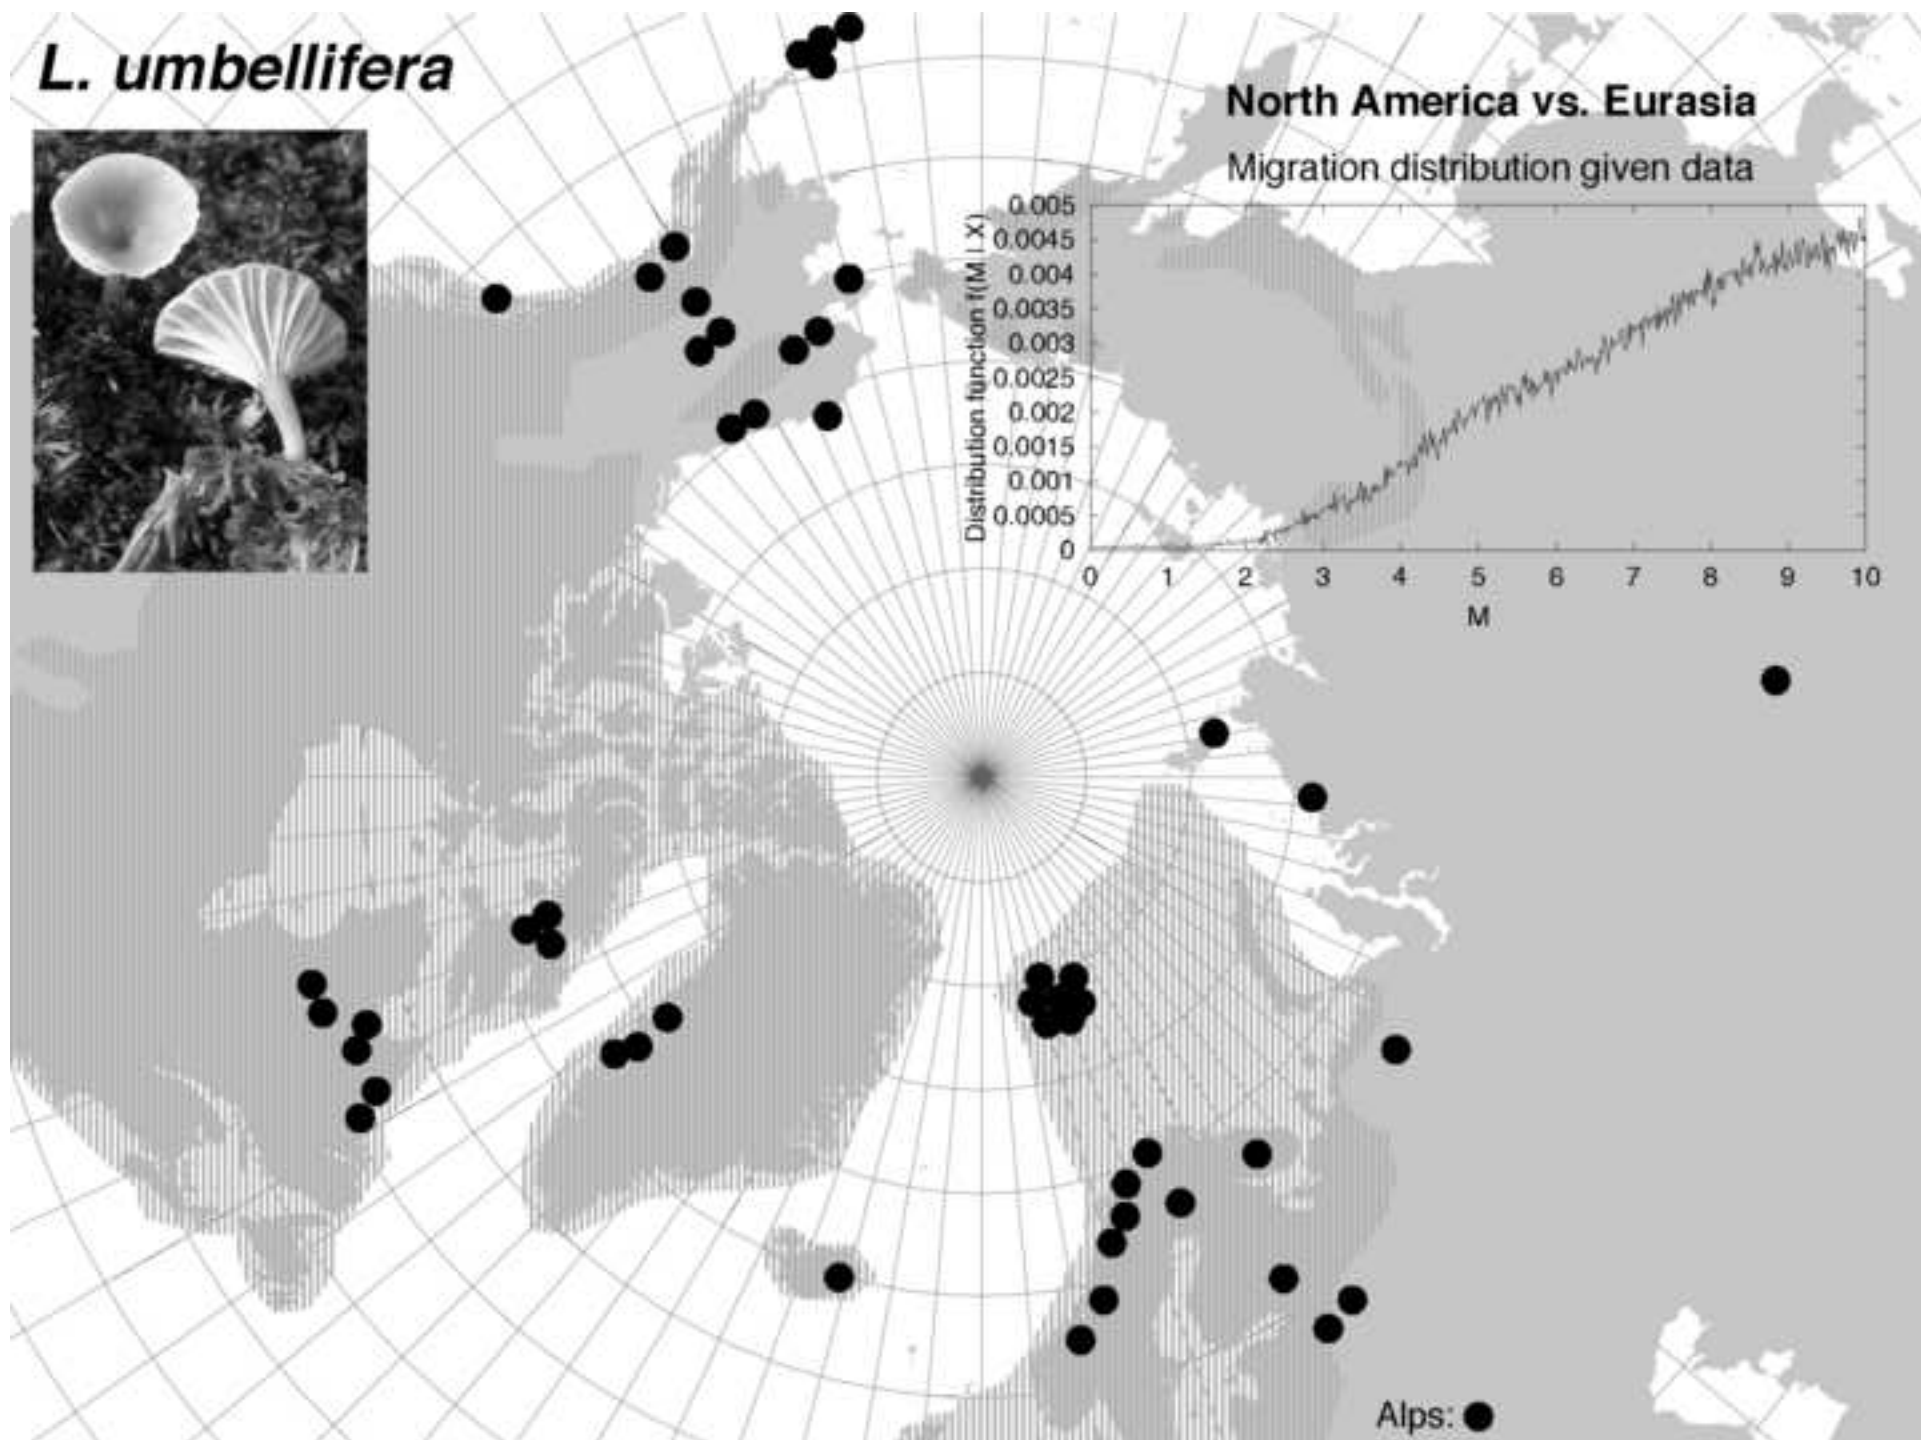 L. umbellifera
North America vs. Eurasia
Migration distribution given data
Distribution function f(M | X)
0.005
0.0045
0.004
0.0035
0.003
0.0025
0.002
0.0015
0.001
0.0005
0
0 1 2 3 4 5 6 7 8 9 10
M
Alps: